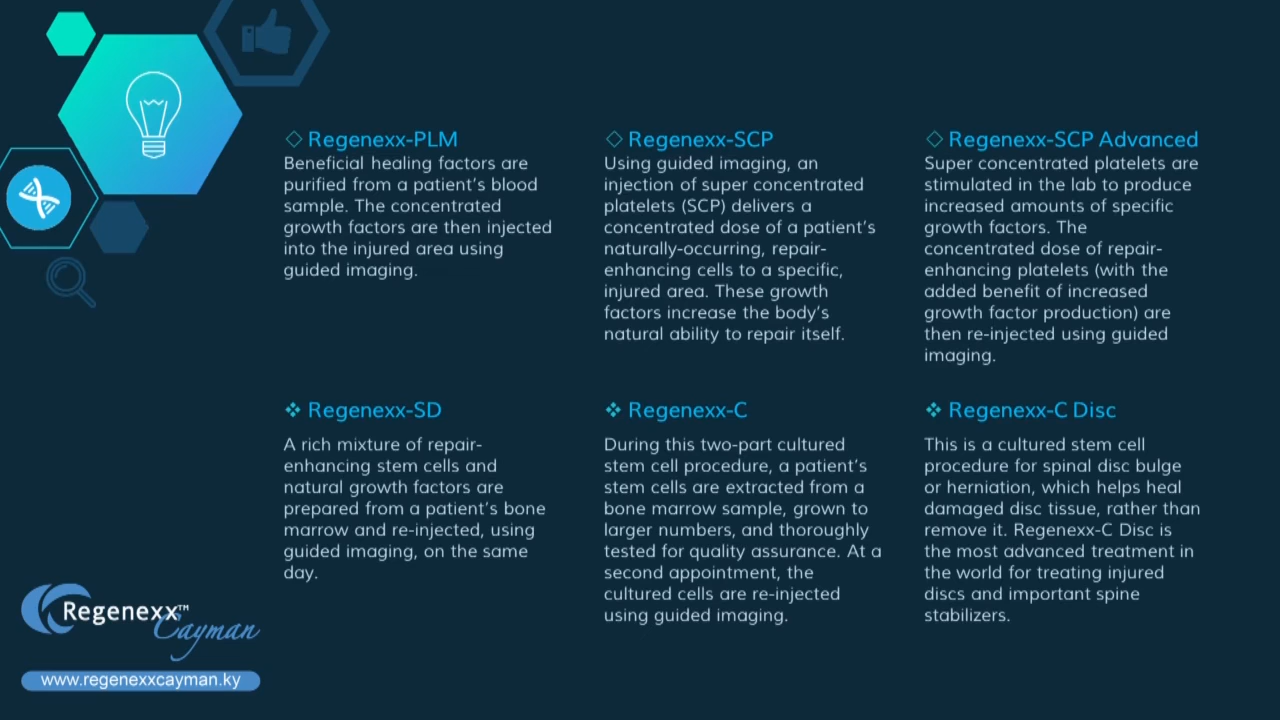 Regenexx-PLM
Beneficial healing factors are
purified from a patient's blood
sample. The concentrated
growth factors are then injected
into the injured area using
guided imaging.
Regenexx-SCP
Using guided imaging, an
injection of super concentrated
platelets (SCP) delivers a
concentrated dose of a patient's
naturally-occurring, repair-
enhancing cells to a specific,
injured area. These growth
factors increase the body's
natural ability to repair itself.
Regenexx-SCP Advanced
Super concentrated platelets are
stimulated in the lab to produce
increased amounts of specific
growth factors. The
concentrated dose of repair-
enhancing platelets (with the
added benefit of increased
growth factor production) are
then re-injected using guided
imaging.
Regenexx-SD
A rich mixture of repair-
enhancing stem cells and
natural growth factors are
prepared from a patient's bone
marrow and re-injected, using
guided imaging, on the same
day.
Regenexx-C
During this two-part cultured
stem cell procedure, a patient's
stem cells are extracted from a
bone marrow sample, grown to
larger numbers, and thoroughly
tested for quality assurance. At a
second appointment, the
cultured cells are re-injected
using guided imaging.
Regenexx-C Disc
This is a cultured stem cell
procedure for spinal disc bulge
or herniation, which helps heal
damaged disc tissue, rather than
remove it. Regenexx-C Disc is
the most advanced treatment in
the world for treating injured
discs and important spine
stabilizers.
Regenexx™
Cayman
www.regenexxcayman.ky